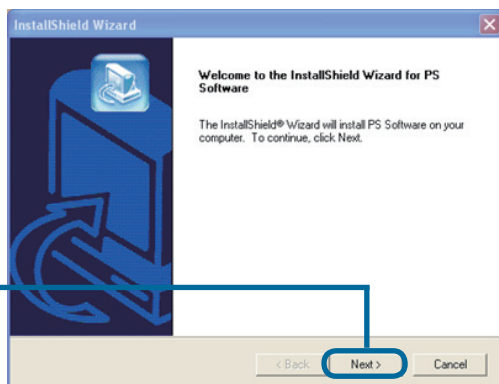 InstallShield Wizard
Welcome to the InstallShield Wizard for PS
Software
The InstallShield® Wizard will install PS Software on your
computer. To continue, click Next.
< Back
Next >
Cancel